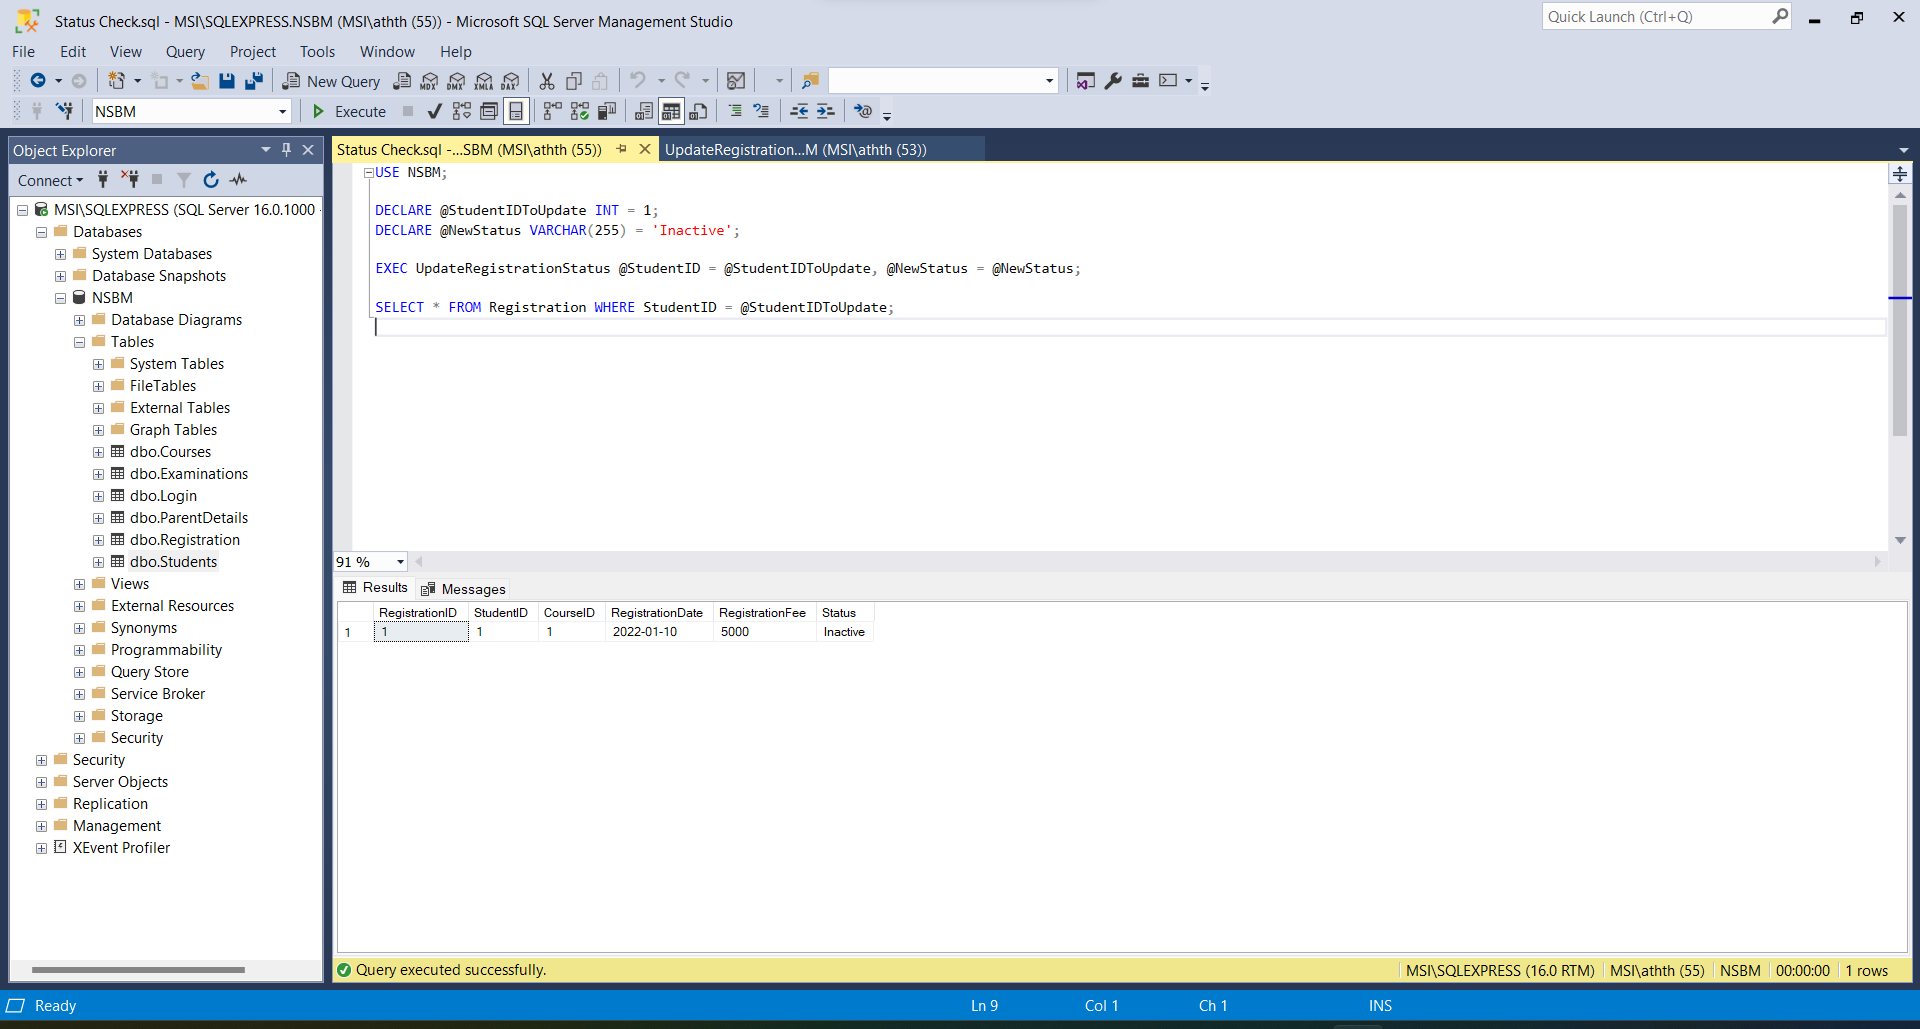 Status Check.sql - MSI\SQLEXPRESS.NSBM (MSI\athth (55)) - Microsoft SQL Server Management Studio
Quick Launch (Ctrl+Q)
File Edit View Query Project Tools Window Help
New Query MDX DMX XMLA DAX
NSBM Execute
Object Explorer
Connect
MSI\SQLEXPRESS (SQL Server 16.0.1000 -
Databases
System Databases
Database Snapshots
NSBM
Database Diagrams
Tables
System Tables
FileTables
External Tables
Graph Tables
dbo.Courses
dbo.Examinations
dbo.Login
dbo.ParentDetails
dbo.Registration
dbo.Students
Views
External Resources
Synonyms
Programmability
Query Store
Service Broker
Storage
Security
Security
Server Objects
Replication
Management
XEvent Profiler
Status Check.sql -...SBM (MSI\athth (55)) UpdateRegistration...M (MSI\athth (53))
USE NSBM;
DECLARE @StudentIDToUpdate INT = 1;
DECLARE @NewStatus VARCHAR(255) = 'Inactive';
EXEC UpdateRegistrationStatus @StudentID = @StudentIDToUpdate, @NewStatus = @NewStatus;
SELECT * FROM Registration WHERE StudentID = @StudentIDToUpdate;
91 %
Results Messages
RegistrationID StudentID CourseID RegistrationDate RegistrationFee Status
1 1 1 1 2022-01-10 5000 Inactive
Query executed successfully. MSI\SQLEXPRESS (16.0 RTM) MSI\athth (55) NSBM 00:00:00 1 rows
Ready Ln 9 Col 1 Ch 1 INS